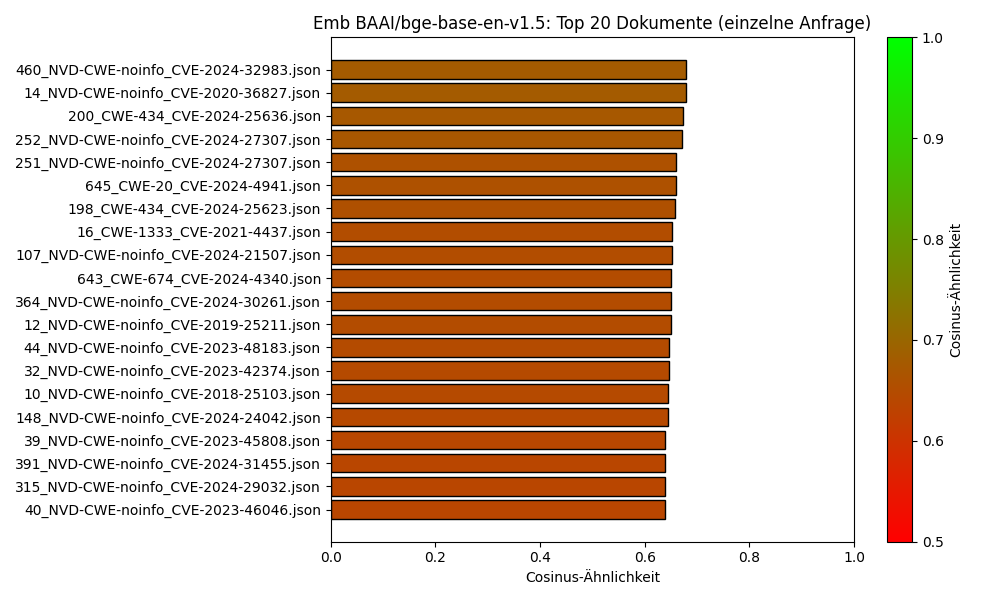 Emb BAAI/bge-base-en-v1.5: Top 20 Dokumente (einzelne Anfrage)
460_NVD-CWE-noinfo_CVE-2024-32983.json
14_NVD-CWE-noinfo_CVE-2020-36827.json
200_CWE-434_CVE-2024-25636.json
252_NVD-CWE-noinfo_CVE-2024-27307.json
251_NVD-CWE-noinfo_CVE-2024-27307.json
645_CWE-20_CVE-2024-4941.json
198_CWE-434_CVE-2024-25623.json
16_CWE-1333_CVE-2021-4437.json
107_NVD-CWE-noinfo_CVE-2024-21507.json
643_CWE-674_CVE-2024-4340.json
364_NVD-CWE-noinfo_CVE-2024-30261.json
12_NVD-CWE-noinfo_CVE-2019-25211.json
44_NVD-CWE-noinfo_CVE-2023-48183.json
32_NVD-CWE-noinfo_CVE-2023-42374.json
10_NVD-CWE-noinfo_CVE-2018-25103.json
148_NVD-CWE-noinfo_CVE-2024-24042.json
39_NVD-CWE-noinfo_CVE-2023-45808.json
391_NVD-CWE-noinfo_CVE-2024-31455.json
315_NVD-CWE-noinfo_CVE-2024-29032.json
40_NVD-CWE-noinfo_CVE-2023-46046.json
0.0 0.2 0.4 0.6 0.8 1.0
Cosinus-Ähnlichkeit
1.0
0.9
0.8
0.7
0.6
0.5
Cosinus-Ähnlichkeit